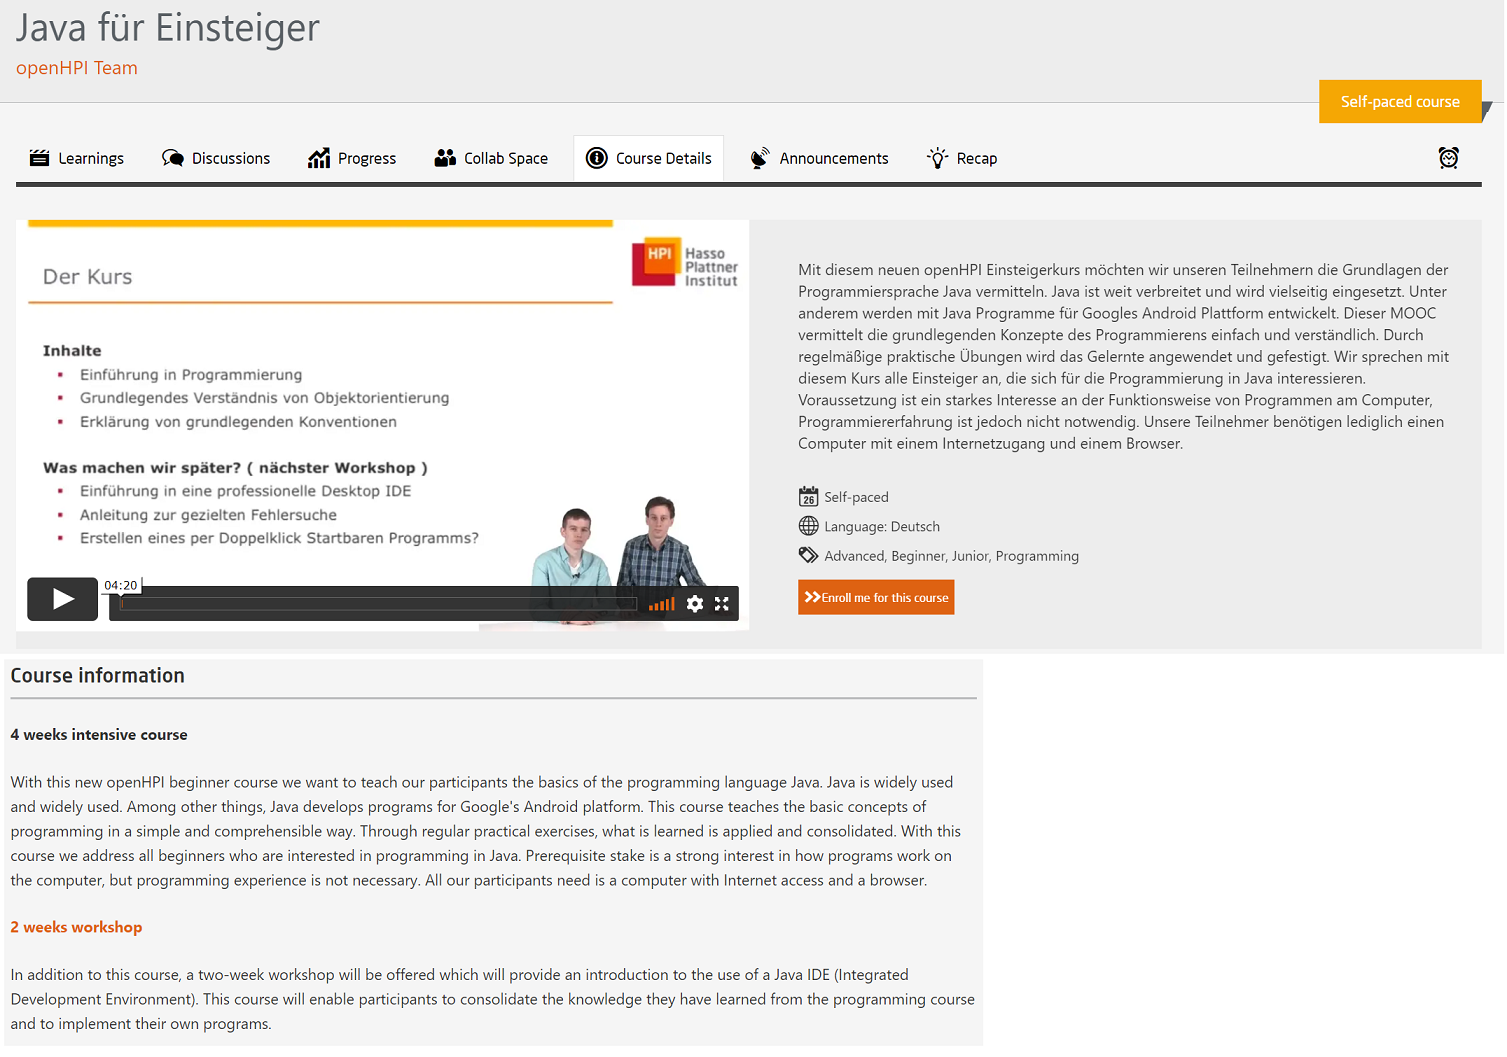 Java für Einsteiger
openHPI Team
Self-paced course
Learnings
Discussions
Progress
Collab Space
Course Details
Announcements
Recap
Der Kurs
HPI
Hasso
Plattner
Institut
Inhalte
Einführung in Programmierung
Grundlegendes Verständnis von Objektorientierung
Erklärung von grundlegenden Konventionen
Was machen wir später? ( nächster Workshop )
Einführung in eine professionelle Desktop IDE
Anleitung zur gezielten Fehlersuche
Erstellen eines per Doppelklick Startbaren Programms?
04:20
Mit diesem neuen openHPI Einsteigerkurs möchten wir unseren Teilnehmern die Grundlagen der
Programmiersprache Java vermitteln. Java ist weit verbreitet und wird vielseitig eingesetzt. Unter
anderem werden mit Java Programme für Googles Android Plattform entwickelt. Dieser MOOC
vermittelt die grundlegenden Konzepte des Programmierens einfach und verständlich. Durch
regelmäßige praktische Übungen wird das Gelernte angewendet und gefestigt. Wir sprechen mit
diesem Kurs alle Einsteiger an, die sich für die Programmierung in Java interessieren.
Voraussetzung ist ein starkes Interesse an der Funktionsweise von Programmen am Computer,
Programmiererfahrung ist jedoch nicht notwendig. Unsere Teilnehmer benötigen lediglich einen
Computer mit einem Internetzugang und einem Browser.
26
Self-paced
Language: Deutsch
Advanced, Beginner, Junior, Programming
Enroll me for this course
Course information
4 weeks intensive course
With this new openHPI beginner course we want to teach our participants the basics of the programming language Java. Java is widely used
and widely used. Among other things, Java develops programs for Google's Android platform. This course teaches the basic concepts of
programming in a simple and comprehensible way. Through regular practical exercises, what is learned is applied and consolidated. With this
course we address all beginners who are interested in programming in Java. Prerequisite stake is a strong interest in how programs work on
the computer, but programming experience is not necessary. All our participants need is a computer with Internet access and a browser.
2 weeks workshop
In addition to this course, a two-week workshop will be offered which will provide an introduction to the use of a Java IDE (Integrated
Development Environment). This course will enable participants to consolidate the knowledge they have learned from the programming course
and to implement their own programs.